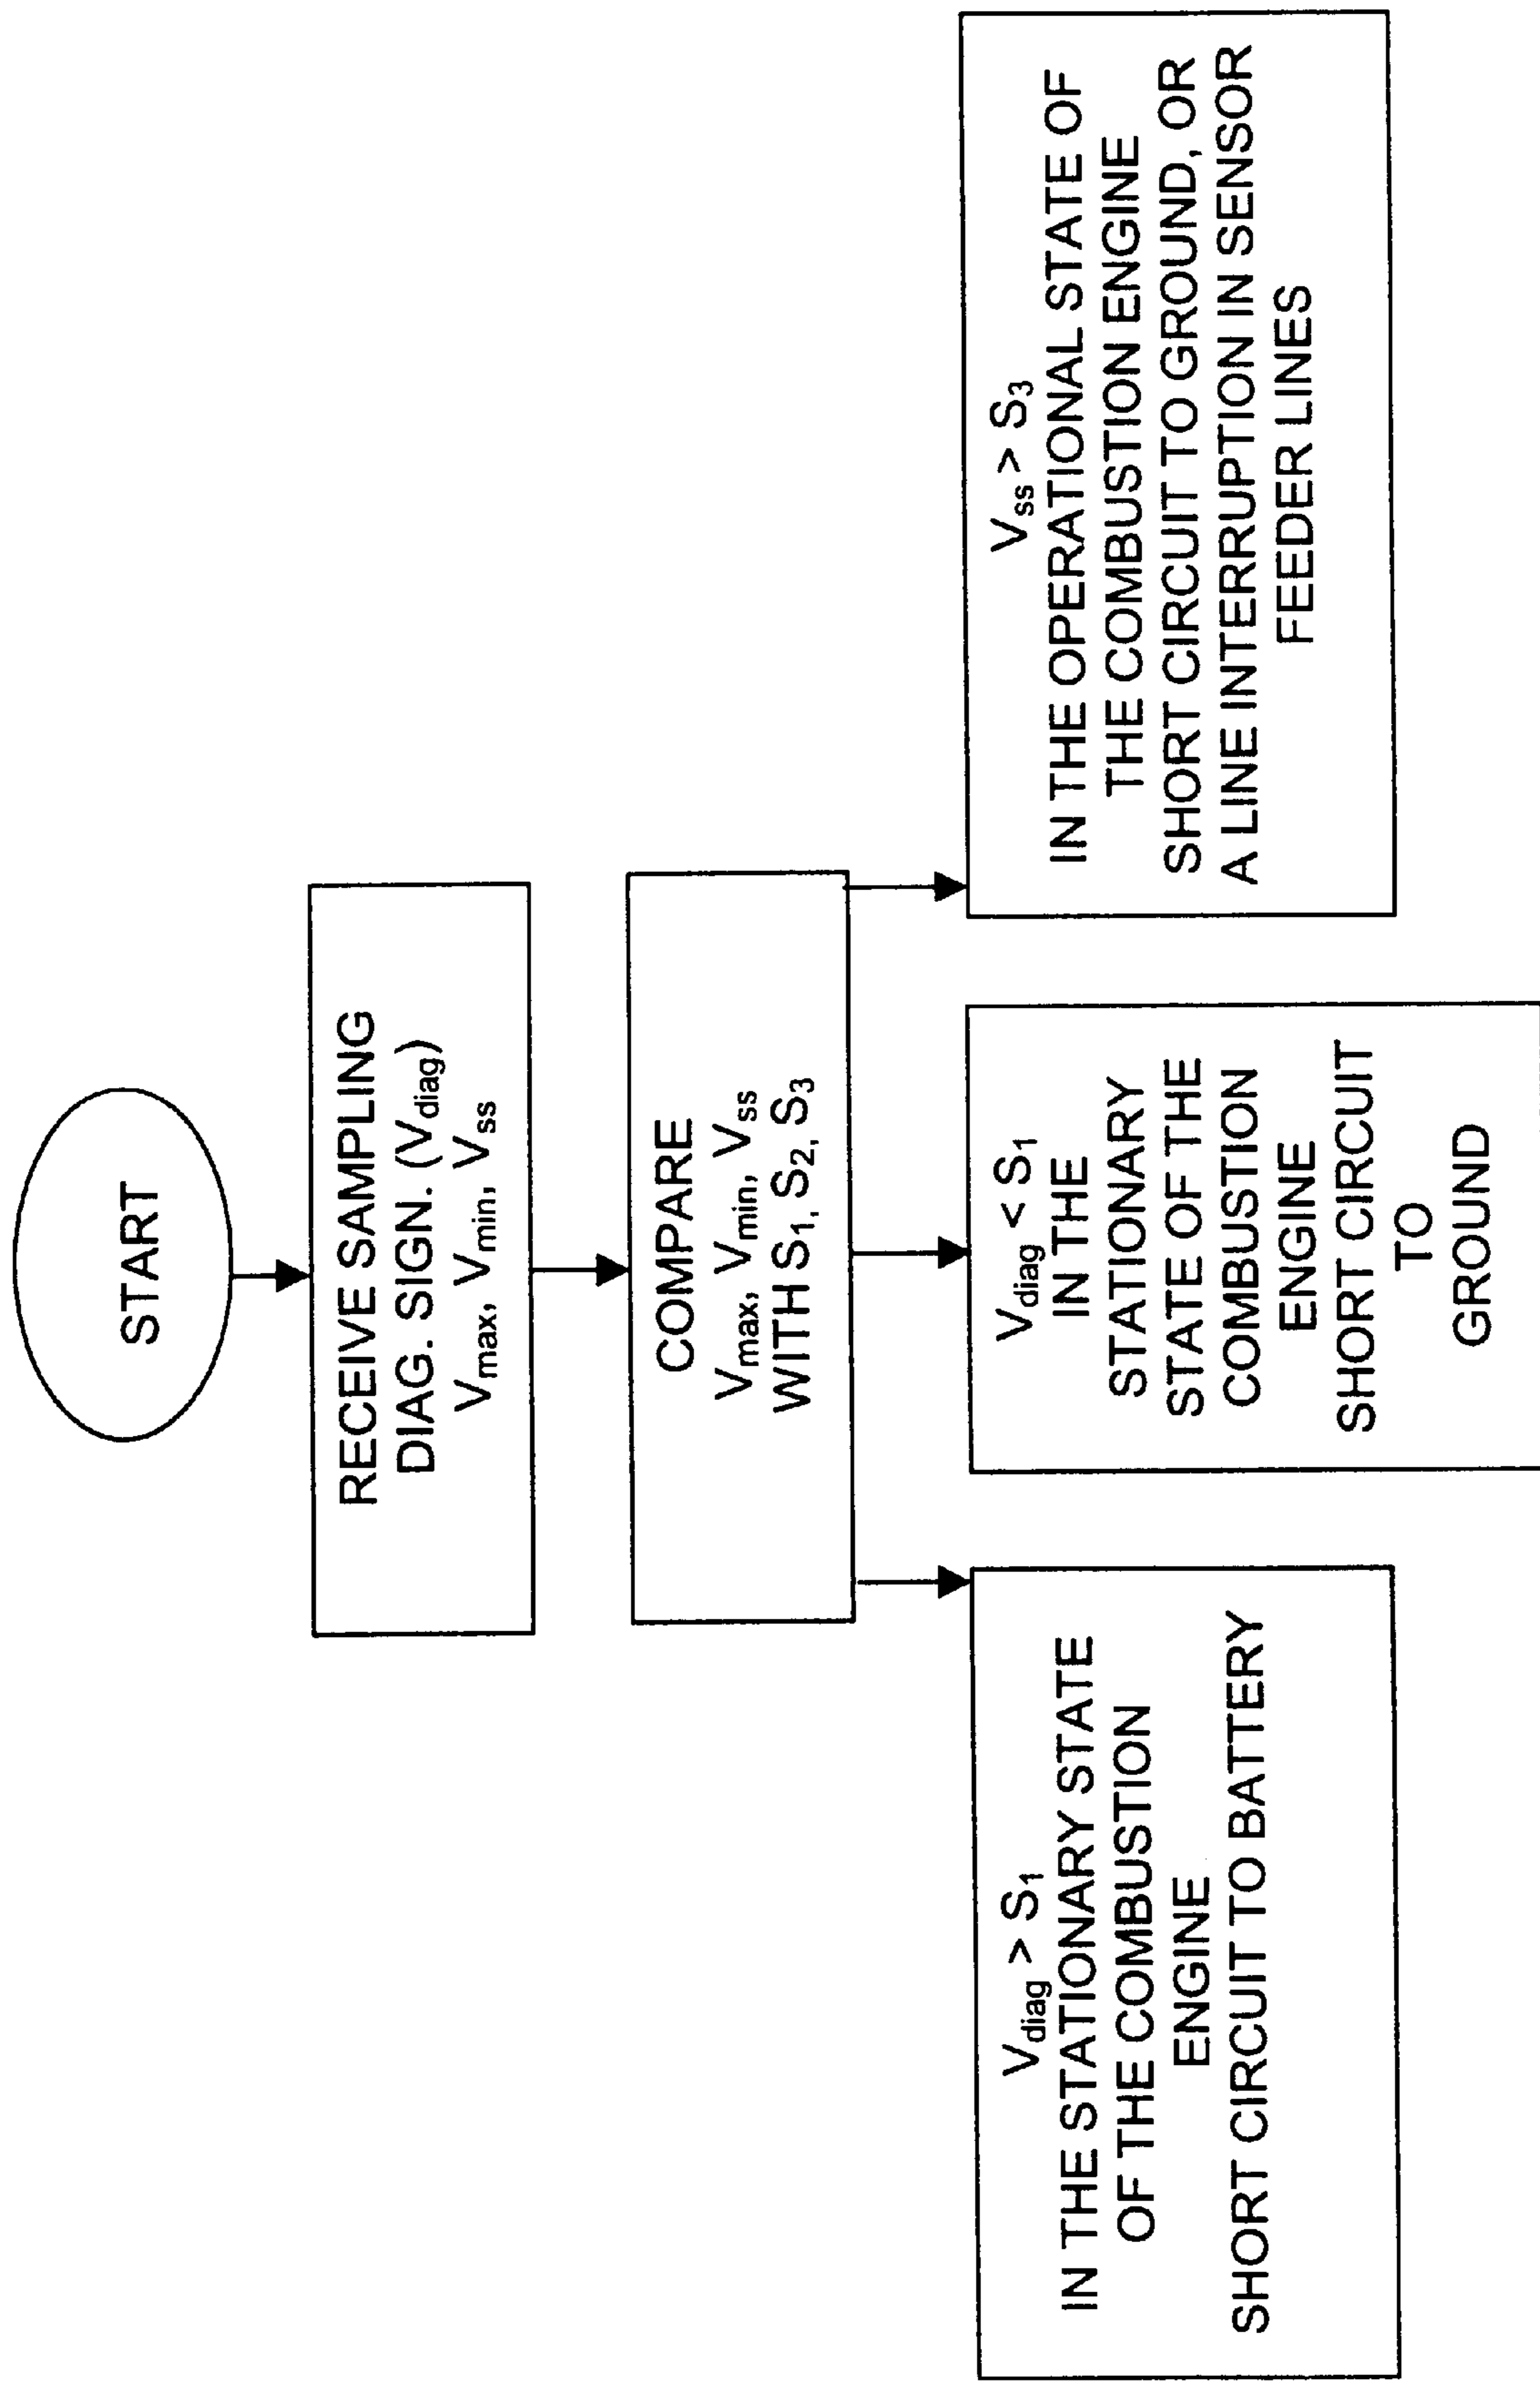 START
RECEIVE SAMPLING
DIAG. SIGN. (Vdiag)
Vmax, Vmin, Vss
COMPARE
Vmax, Vmin, Vss
WITH S1, S2, S3
Vdiag > S1
IN THE STATIONARY STATE
OF THE COMBUSTION
ENGINE
SHORT CIRCUIT TO BATTERY
Vdiag < S1
IN THE
STATIONARY
STATE OF THE
COMBUSTION
ENGINE
SHORT CIRCUIT
TO
GROUND
Vss > S3
IN THE OPERATIONAL STATE OF
THE COMBUSTION ENGINE
SHORT CIRCUIT TO GROUND, OR
A LINE INTERRUPTION IN SENSOR
FEEDER LINES